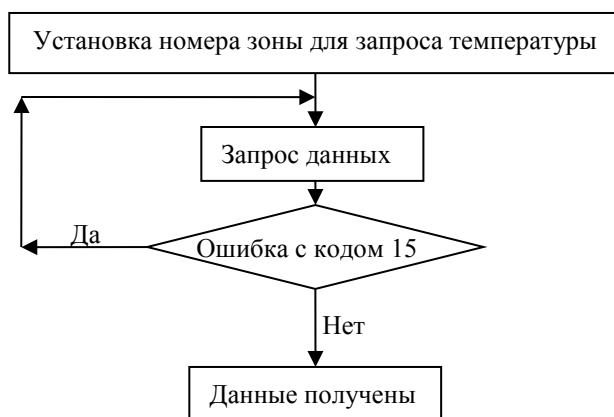 Установка номера зоны для запроса температуры
Запрос данных
Да
Ошибка с кодом 15
Нет
Данные получены